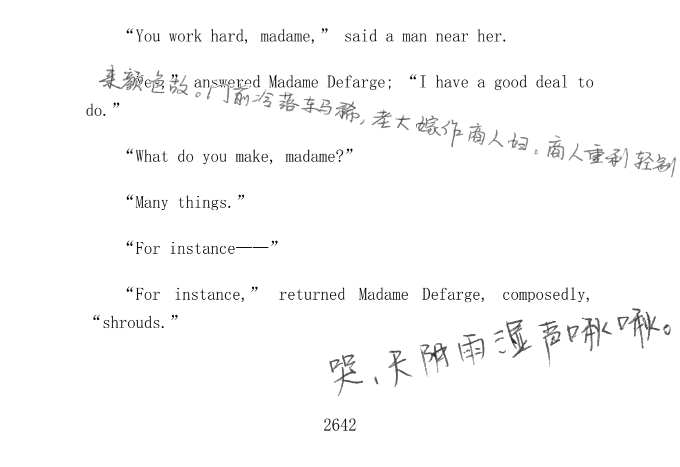 “You work hard, madame,” said a man near her.
answered Madame Defarge; “I have a good deal to
do.”
来颜色故。门前冷落车马稀，老大嫁作商人妇。商人重利轻别
“What do you make, madame?”
“Many things.”
“For instance——”
“For instance,” returned Madame Defarge, composedly,
“shrouds.”
哭、天阴雨湿声啾啾。
2642